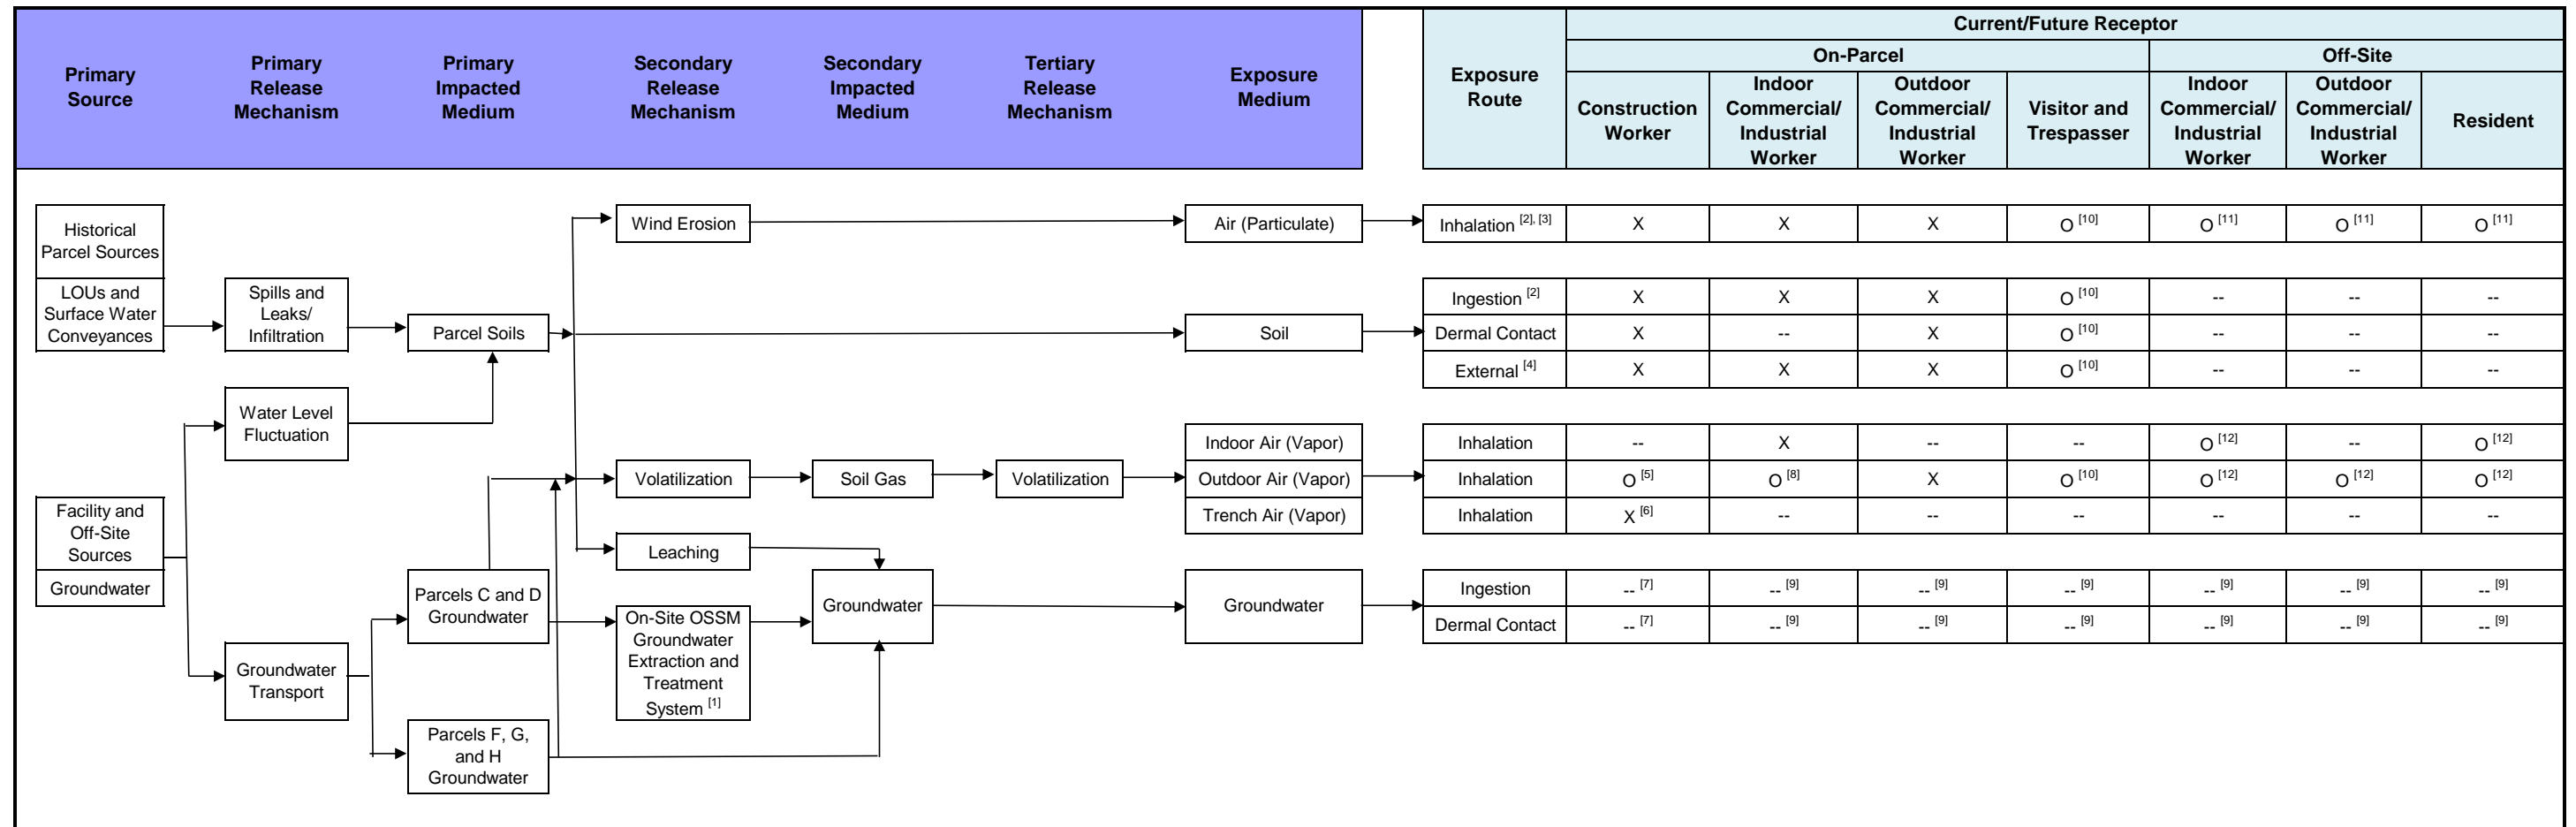 Primary
Source
Primary
Release
Mechanism
Primary
Impacted
Medium
Secondary
Release
Mechanism
Secondary
Impacted
Medium
Tertiary
Release
Mechanism
Exposure
Medium
Exposure
Route
Current/Future Receptor
On-Parcel
Off-Site
Construction
Worker
Indoor
Commercial/
Industrial
Worker
Outdoor
Commercial/
Industrial
Worker
Visitor and
Trespasser
Indoor
Commercial/
Industrial
Worker
Outdoor
Commercial/
Industrial
Worker
Resident
Historical
Parcel Sources
LOUs and
Surface Water
Conveyances
Spills and
Leaks/
Infiltration
Parcel Soils
Water Level
Fluctuation
Facility and
Off-Site
Sources
Groundwater
Groundwater
Transport
Parcels C and D
Groundwater
Parcels F, G,
and H
Groundwater
Wind Erosion
Volatilization
Leaching
On-Site OSSM
Groundwater
Extraction and
Treatment
System [1]
Soil Gas
Groundwater
Volatilization
Air (Particulate)
Soil
Indoor Air (Vapor)
Outdoor Air (Vapor)
Trench Air (Vapor)
Groundwater
Inhalation [2], [3] X X X O [10] O [11] O [11] O [11]
Ingestion [2] X X X O [10] -- -- --
Dermal Contact X -- X O [10] -- -- --
External [4] X X X O [10] -- -- --
Inhalation -- X -- -- O [12] -- O [12]
Inhalation O [5] O [8] X O [10] O [12] O [12] O [12]
Inhalation X [6] -- -- -- -- -- --
Ingestion -- [7] -- [9] -- [9] -- [9] -- [9] -- [9] -- [9]
Dermal Contact -- [7] -- [9] -- [9] -- [9] -- [9] -- [9] -- [9]